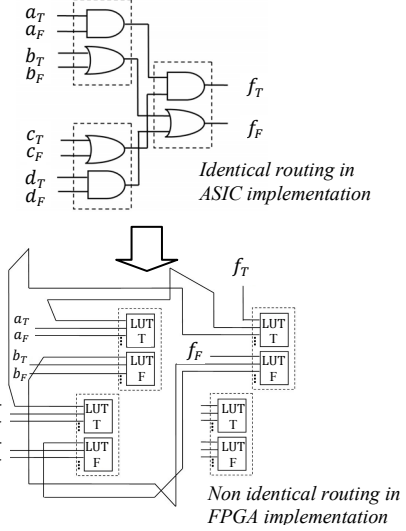 a_T
a_F
b_T
b_F
f_T
f_F
c_T
c_F
d_T
d_F
Identical routing in
ASIC implementation
f_T
a_T
a_F
LUT
T
LUT
T
b_T
b_F
LUT
F
f_F
LUT
F
LUT
T
LUT
T
LUT
F
LUT
F
Non identical routing in
FPGA implementation